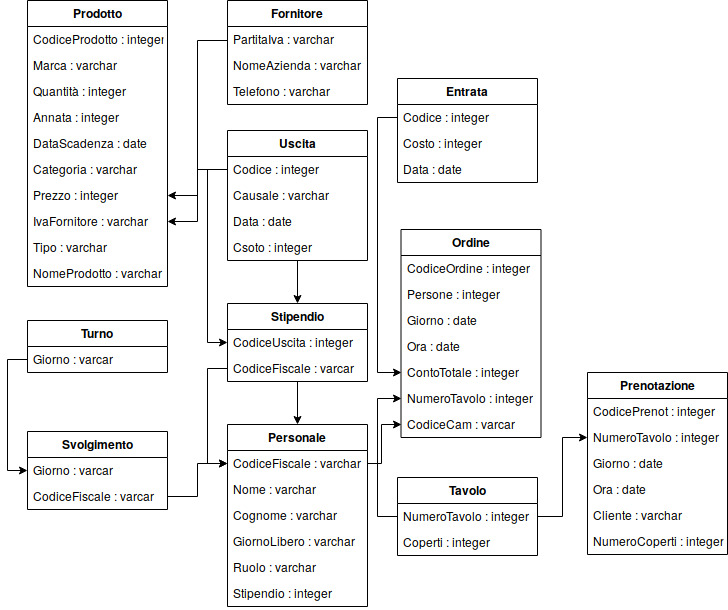 Prodotto
CodiceProdotto : integer
Marca : varchar
Quantità : integer
Annata : integer
DataScadenza : date
Categoria : varchar
Prezzo : integer
IvaFornitore : varchar
Tipo : varchar
NomeProdotto : varchar
Fornitore
PartitaIva : varchar
NomeAzienda : varchar
Telefono : varchar
Uscita
Codice : integer
Causale : varchar
Data : date
Csoto : integer
Entrata
Codice : integer
Costo : integer
Data : date
Ordine
CodiceOrdine : integer
Persone : integer
Giorno : date
Ora : date
ContoTotale : integer
NumeroTavolo : integer
CodiceCam : varcar
Stipendio
CodiceUscita : integer
CodiceFiscale : varcar
Turno
Giorno : varcar
Svolgimento
Giorno : varcar
CodiceFiscale : varcar
Personale
CodiceFiscale : varchar
Nome : varchar
Cognome : varchar
GiornoLibero : varchar
Ruolo : varchar
Stipendio : integer
Tavolo
NumeroTavolo : integer
Coperti : integer
Prenotazione
CodicePrenot : integer
NumeroTavolo : integer
Giorno : date
Ora : date
Cliente : varchar
NumeroCoperti : integer